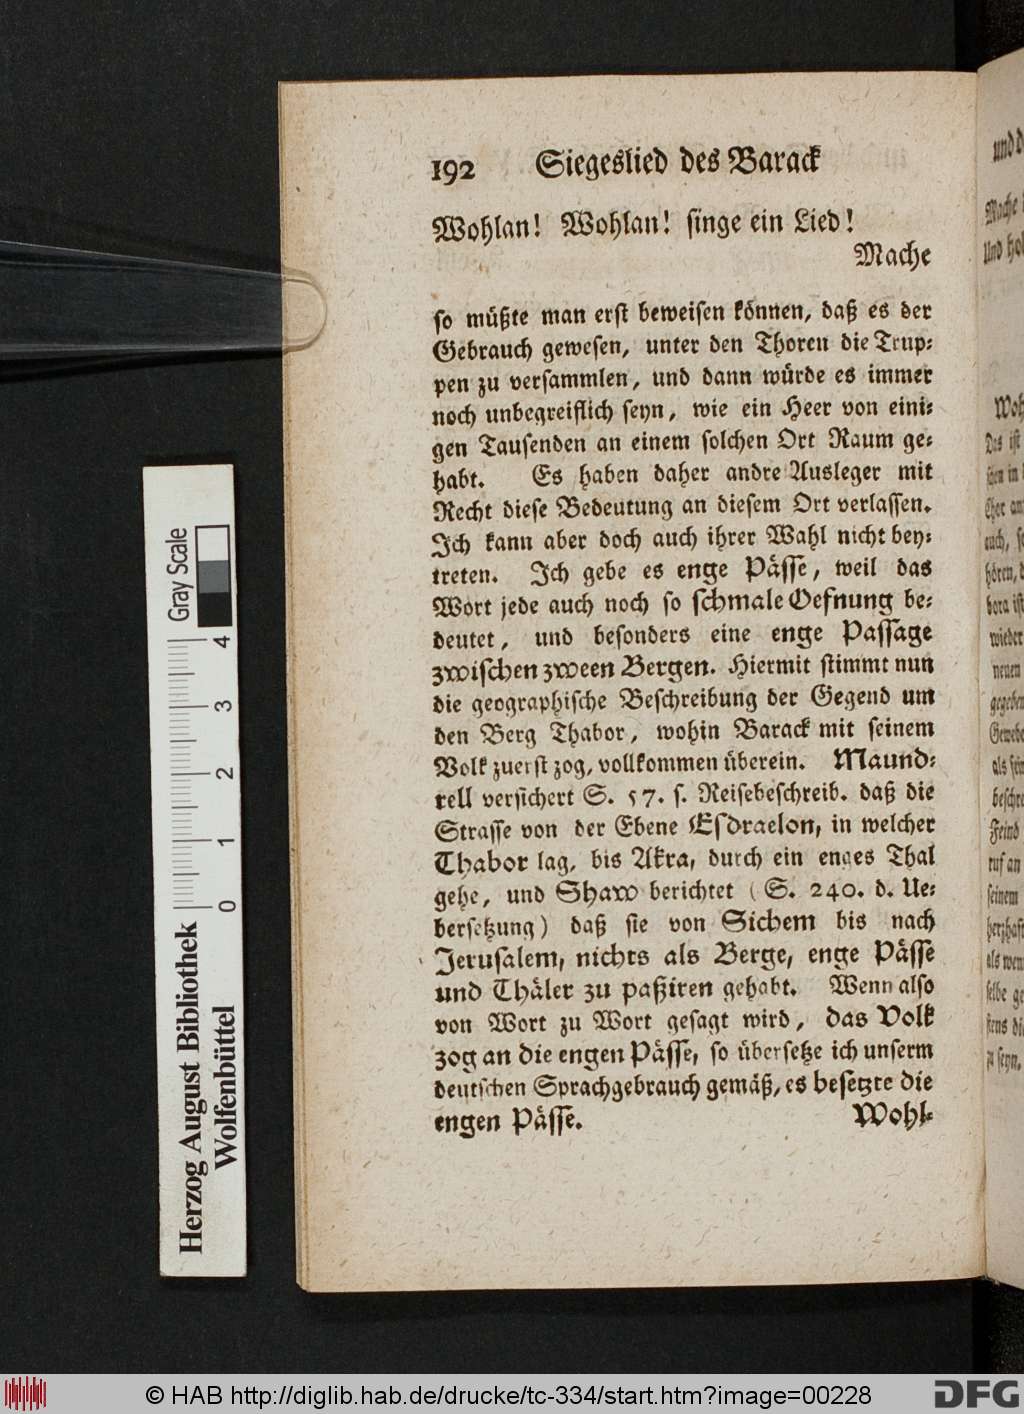 192 Siegeslied des Barack
Wohlan! Wohlan! singe ein Lied!
Mache
so müßte man erst beweisen können, daß es der
Gebrauch gewesen, unter den Thoren die Trup-
pen zu versammlen, und dann würde es immer
noch unbegreiflich seyn, wie ein Heer von eini-
gen Tausenden an einem solchen Ort Raum ge-
habt. Es haben daher andre Ausleger mit
Recht diese Bedeutung an diesem Ort verlassen.
Ich kann aber doch auch ihrer Wahl nicht bey-
treten. Ich gebe es enge Pässe, weil das
Wort jede auch noch so schmale Oefnung be-
deutet, und besonders eine enge Passage
zwischen zween Bergen. Hiermit stimmt nun
die geographische Beschreibung der Gegend um
den Berg Thabor, wohin Barack mit seinem
Volk zuerst zog, vollkommen überein. Maund-
rell versichert S. 57. s. Reisebeschreib. daß die
Strasse von der Ebene Esdraelon, in welcher
Thabor lag, bis Akra, durch ein enges Thal
gehe, und Shaw berichtet (S. 240. d. Ue-
bersetzung) daß sie von Sichem bis nach
Jerusalem, nichts als Berge, enge Pässe
und Thäler zu paßiren gehabt. Wenn also
von Wort zu Wort gesagt wird, das Volk
zog an die engen Pässe, so übersetze ich unserm
deutschen Sprachgebrauch gemäß, es besetzte die
engen Pässe.
Wohl-
Gray Scale
0 1 2 3 4
Herzog August Bibliothek
Wolfenbüttel
© HAB http://diglib.hab.de/drucke/tc-334/start.htm?image=00228
DFG